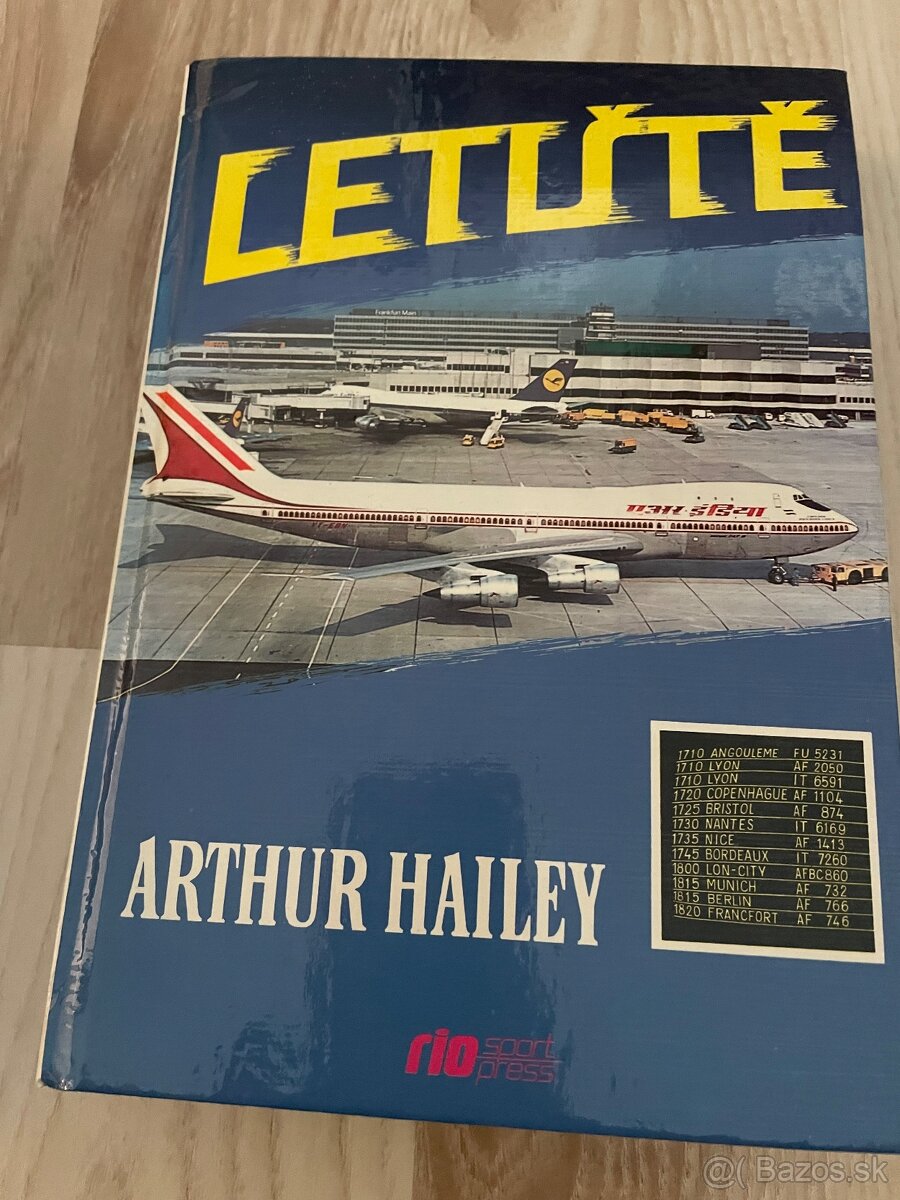 LETIŠTĚ
Frankfurt Main
एअर इंडिया
1710 ANGOULEME FU 5231
1710 LYON AF 2050
1710 LYON IT 6591
1720 COPENHAGUE AF 1104
1725 BRISTOL AF 874
1730 NANTES IT 6169
1735 NICE AF 1413
1745 BORDEAUX IT 7260
1800 LON-CITY AFBC860
1815 MUNICH AF 732
1815 BERLIN AF 766
1820 FRANCFORT AF 746
ARTHUR HAILEY
rio sport
press
@( Bazos.sk